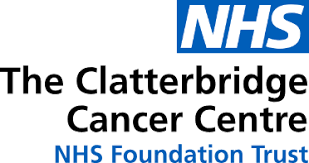 NHS
The Clatterbridge
Cancer Centre
NHS Foundation Trust